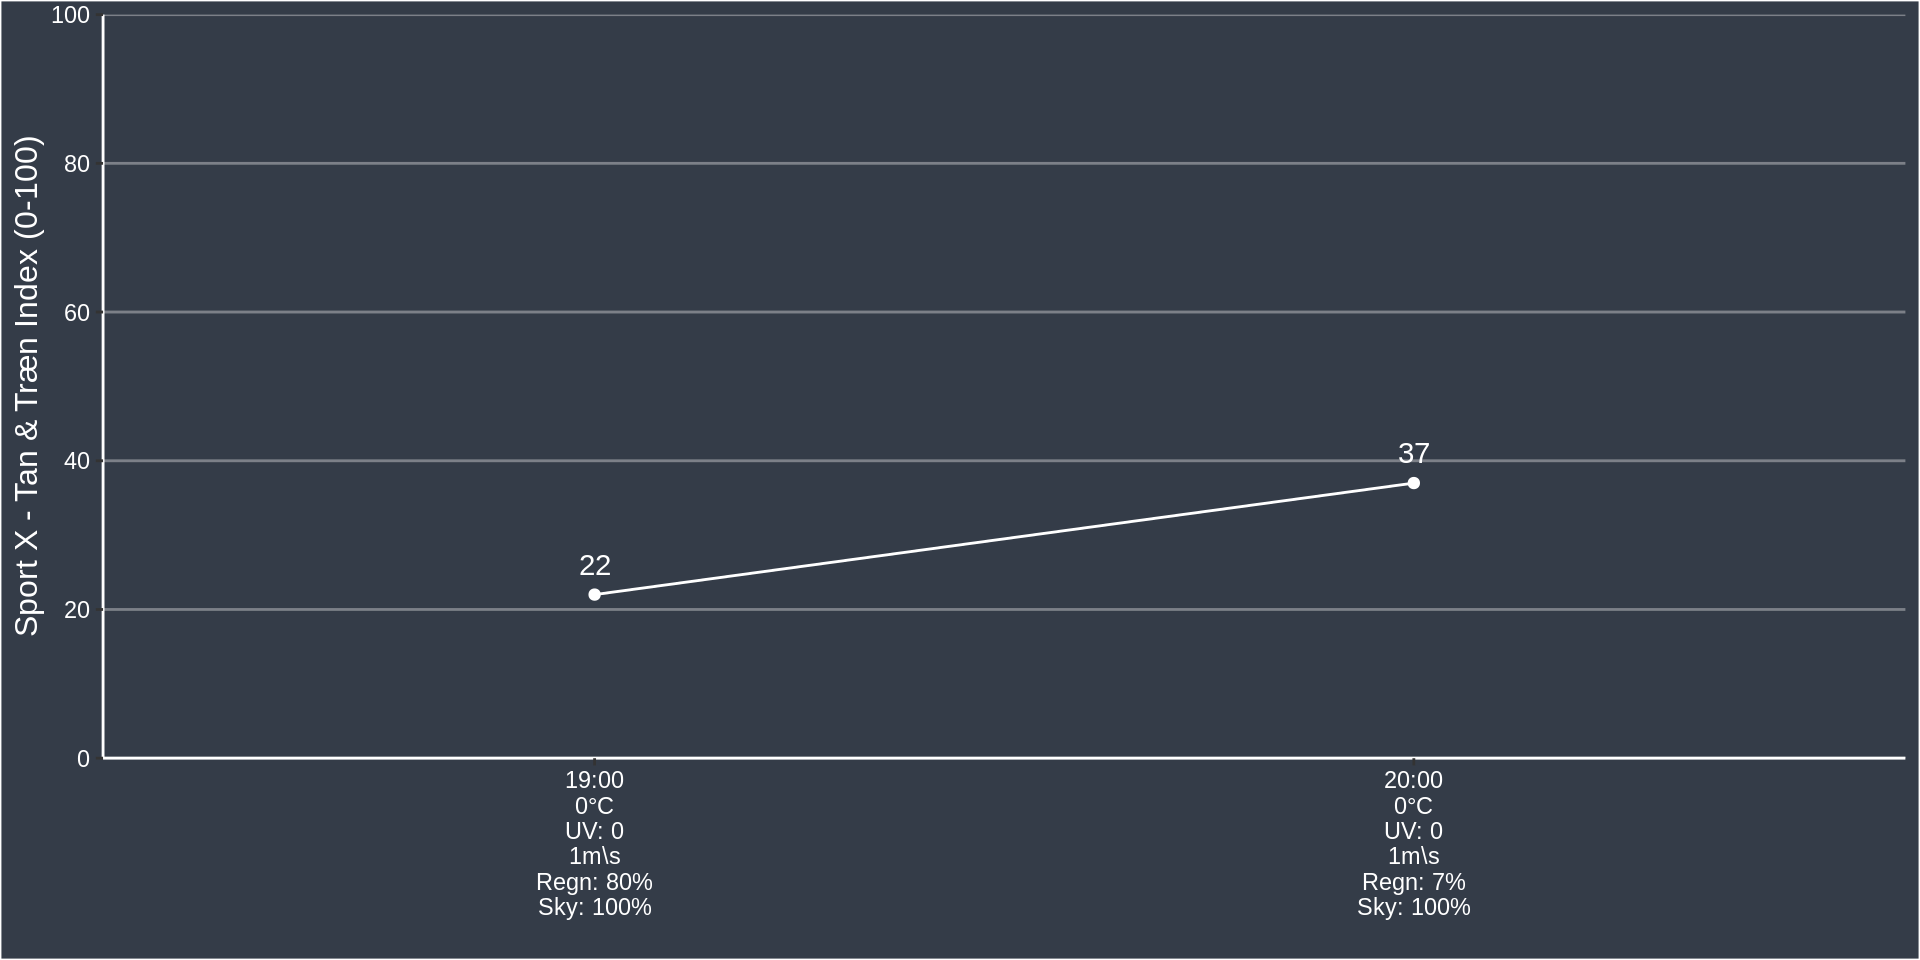 Sport X - Tan & Træn Index (0-100)
100
80
60
40
20
0
22
37
19:00
0°C
UV: 0
1m\s
Regn: 80%
Sky: 100%
20:00
0°C
UV: 0
1m\s
Regn: 7%
Sky: 100%